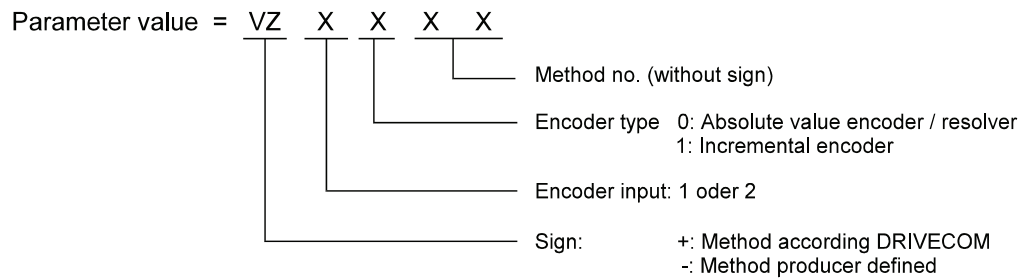 Parameter value = VZ X X X X
Method no. (without sign)
Encoder type 0: Absolute value encoder / resolver
1: Incremental encoder
Encoder input: 1 oder 2
Sign: +: Method according DRIVECOM
-: Method producer defined